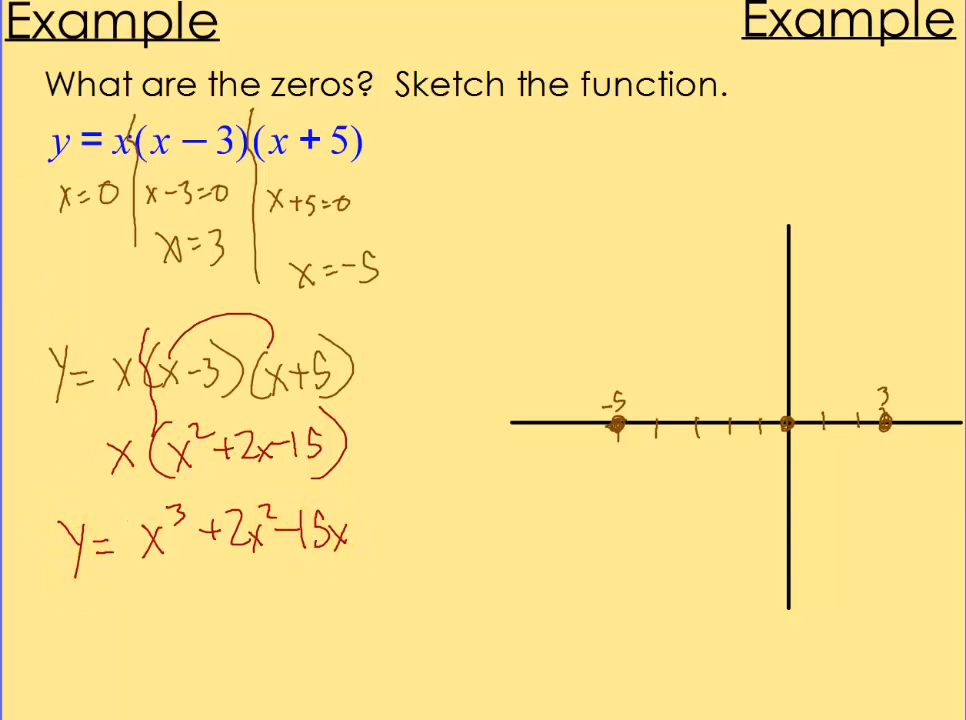 Example
Example
What are the zeros? Sketch the function.
y = x(x − 3)(x + 5)
x=0 x-3=0 x+5=0
x=3
x=-5
y= x(x-3)(x+5)
x(x²+2x-15)
y= x³+2x²-15x
-5
3